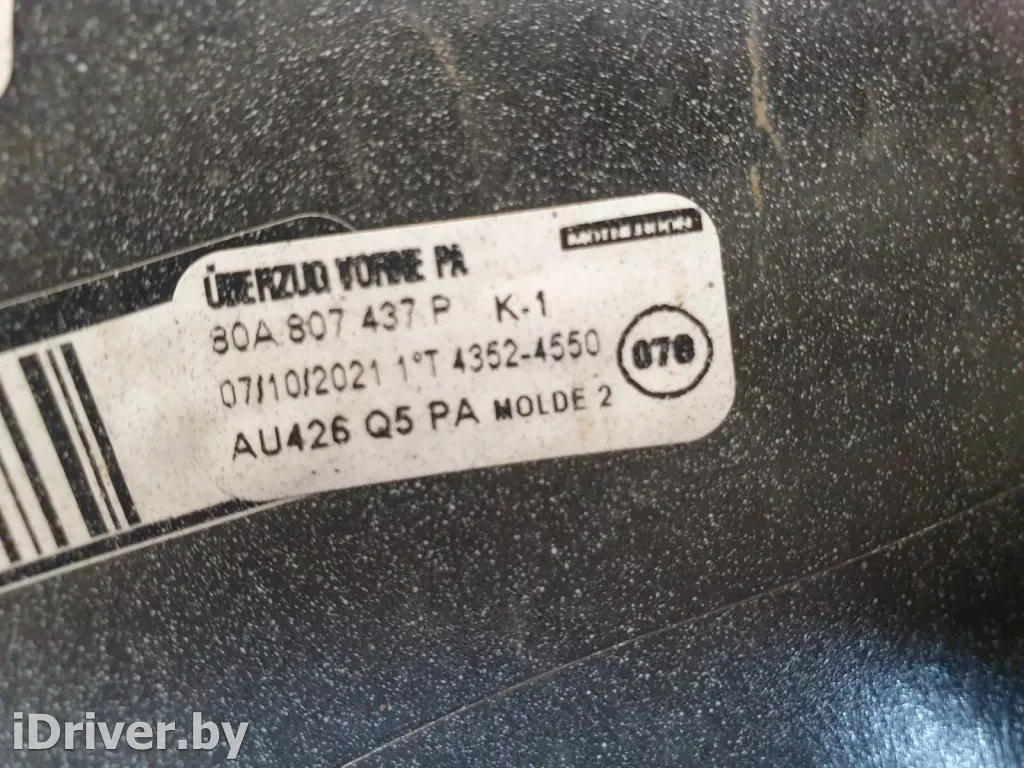 MOTHERSON
ÜBERZUG VORNE PA
80A.807 437 P K-1
07/10/2021 1°T 4352-4550
078
AU426 Q5 PA MOLDE 2
iDriver.by